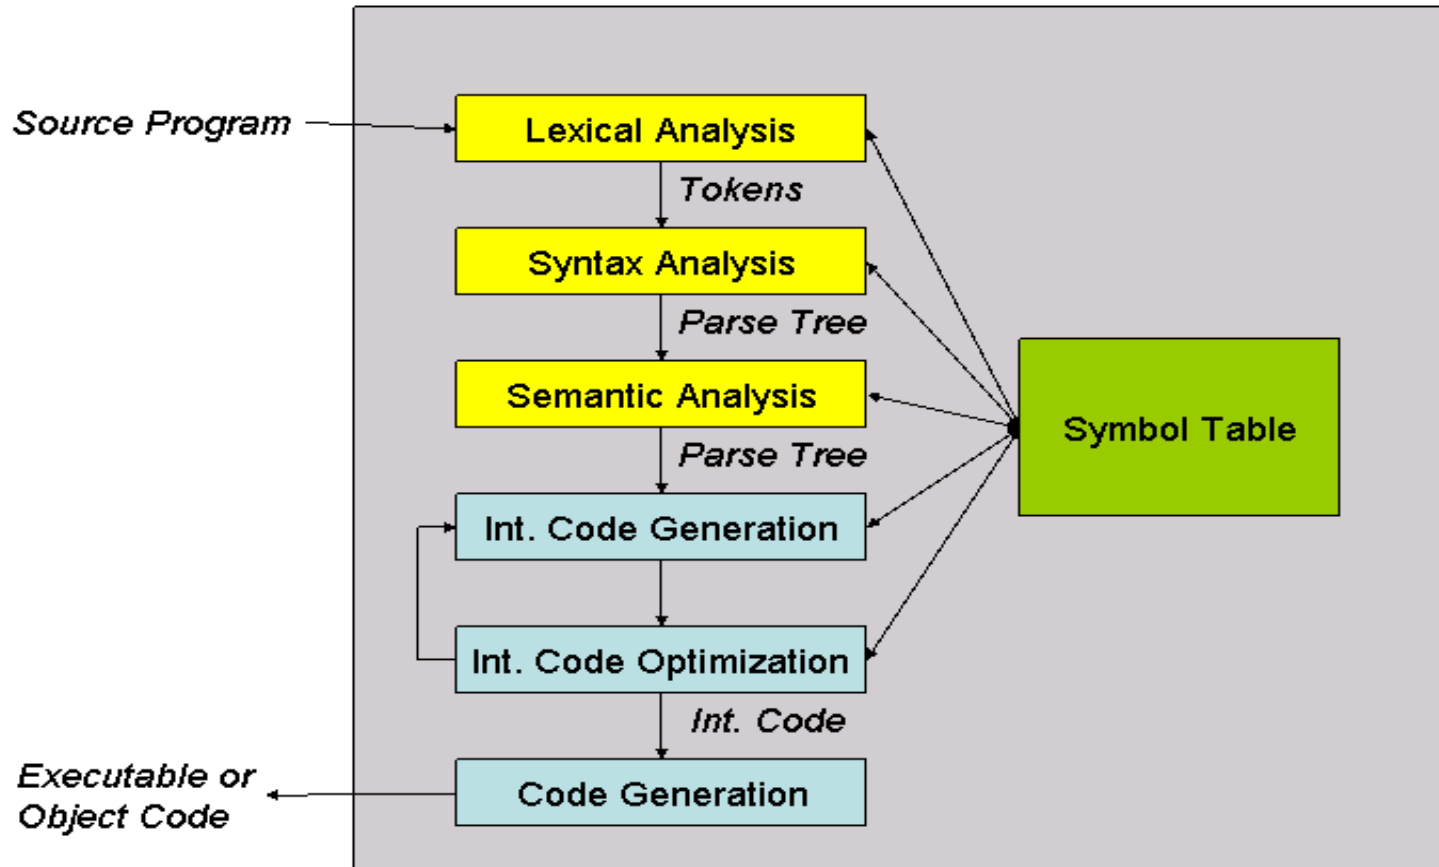 Source Program
Lexical Analysis
Tokens
Syntax Analysis
Parse Tree
Semantic Analysis
Symbol Table
Parse Tree
Int. Code Generation
Int. Code Optimization
Int. Code
Executable or
Object Code
Code Generation